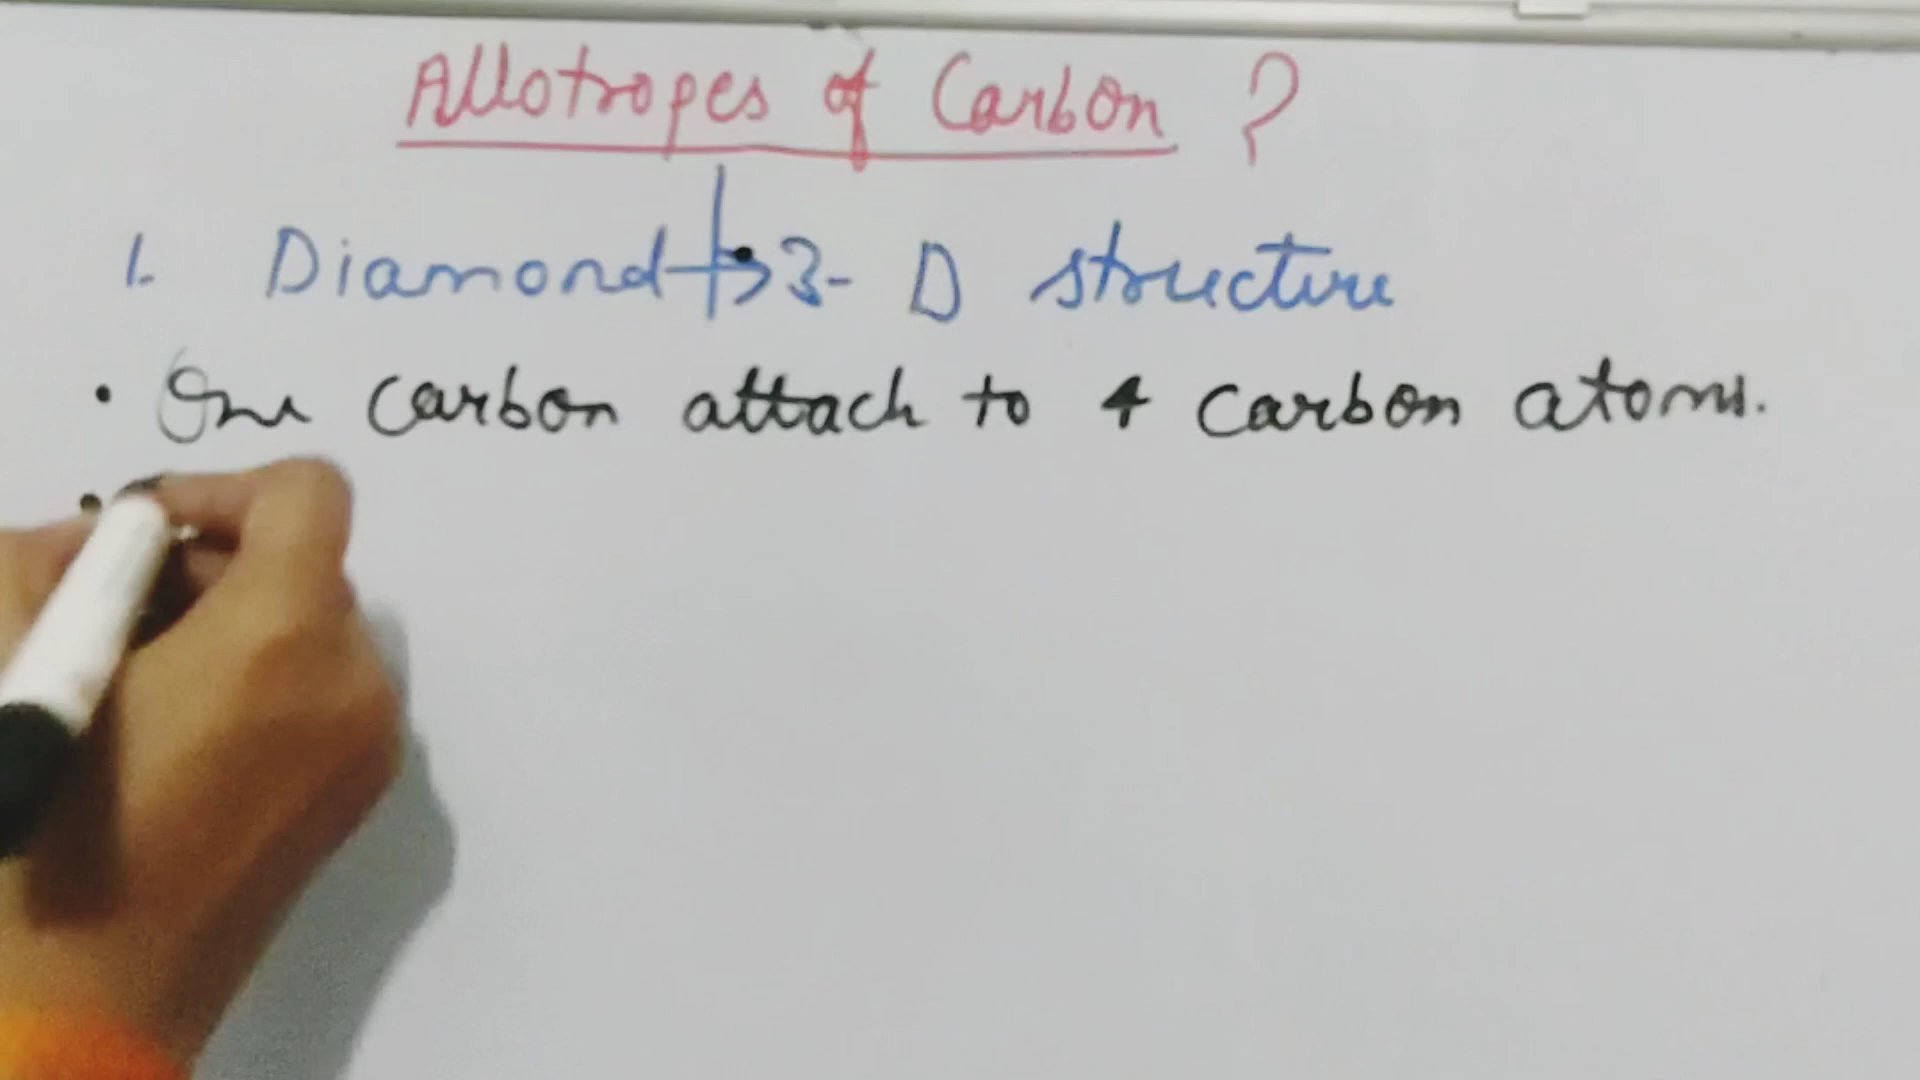 Allotropes of Carbon ?
1. Diamond → 3- D structure
• One carbon attach to 4 carbon atoms.
•